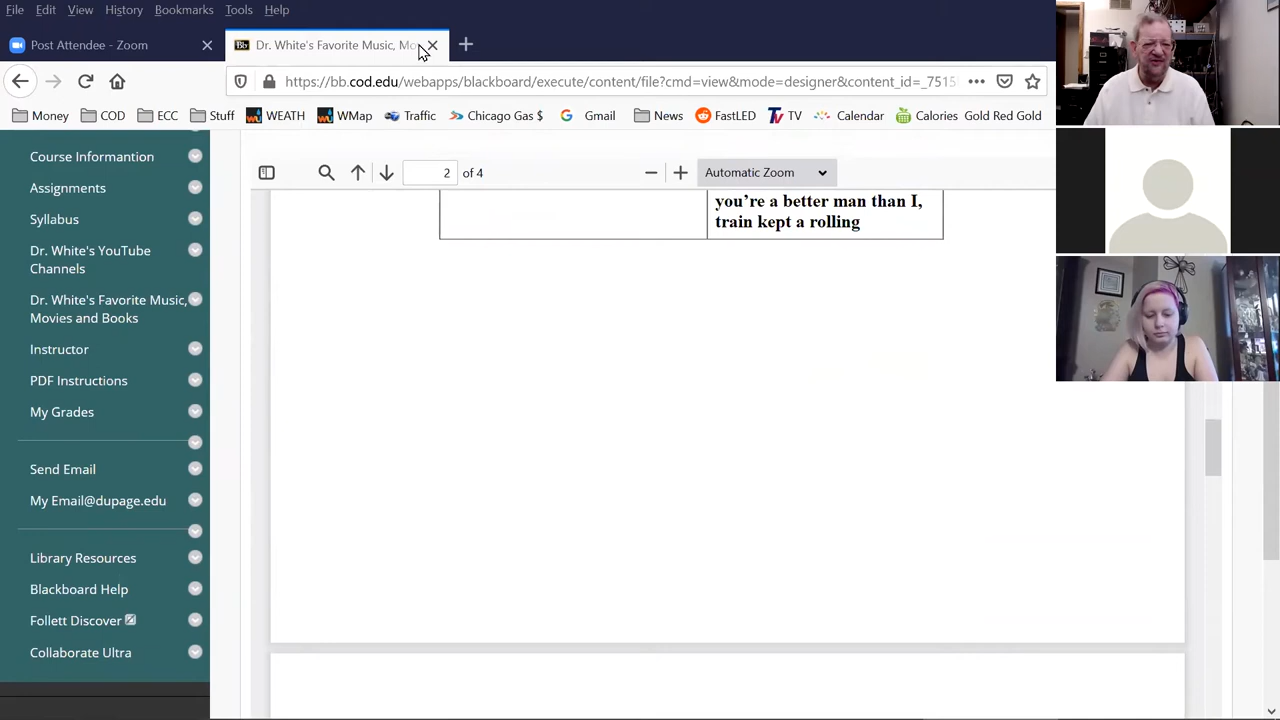 File Edit View History Bookmarks Tools Help
Post Attendee - Zoom
Bb Dr. White's Favorite Music, Mo
https://bb.cod.edu/webapps/blackboard/execute/content/file?cmd=view&mode=designer&content_id=_7515
Money COD ECC Stuff WEATH WMap Traffic Chicago Gas $ G Gmail News FastLED TV TV Calendar Calories Gold Red Gold
Course Informantion
Assignments
Syllabus
Dr. White's YouTube
Channels
Dr. White's Favorite Music,
Movies and Books
Instructor
PDF Instructions
My Grades
Send Email
My Email@dupage.edu
Library Resources
Blackboard Help
Follett Discover
Collaborate Ultra
2 of 4
Automatic Zoom
you're a better man than I,
train kept a rolling